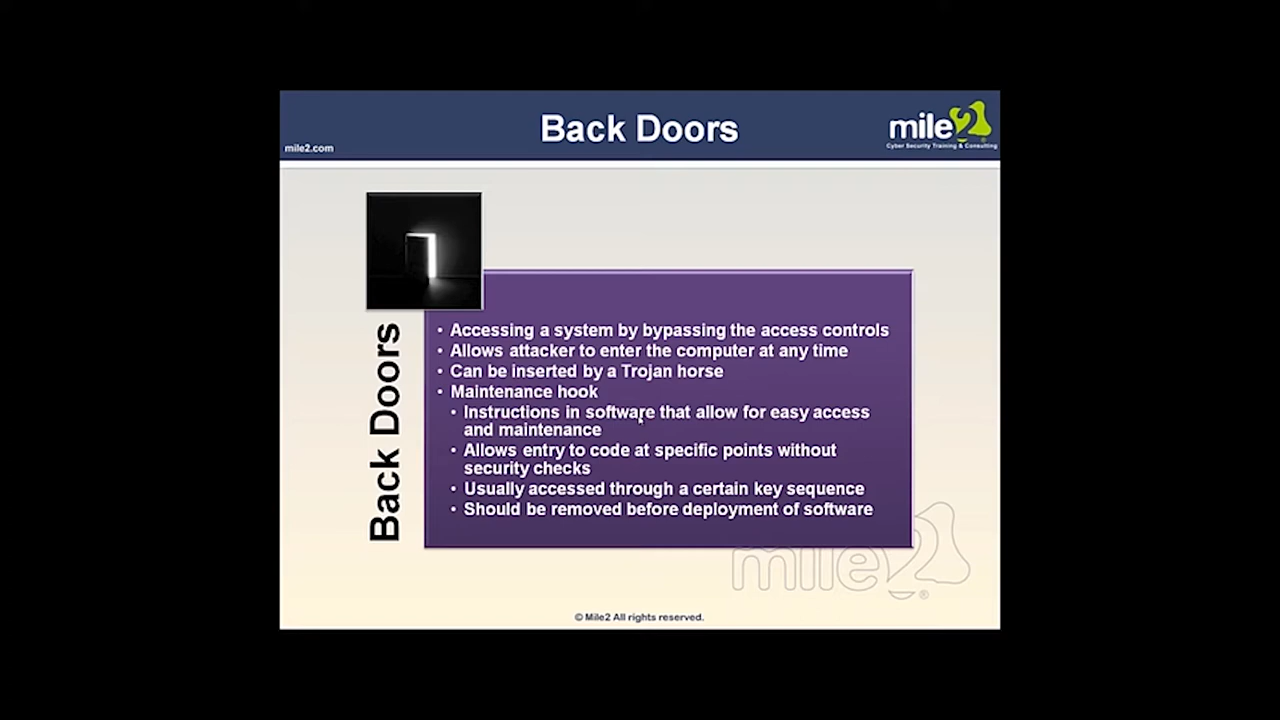 Back Doors
mile2
Cyber Security Training & Consulting
mile2.com
Back Doors
• Accessing a system by bypassing the access controls
• Allows attacker to enter the computer at any time
• Can be inserted by a Trojan horse
• Maintenance hook
• Instructions in software that allow for easy access
and maintenance
• Allows entry to code at specific points without
security checks
• Usually accessed through a certain key sequence
• Should be removed before deployment of software
mile2®
© Mile2 All rights reserved.